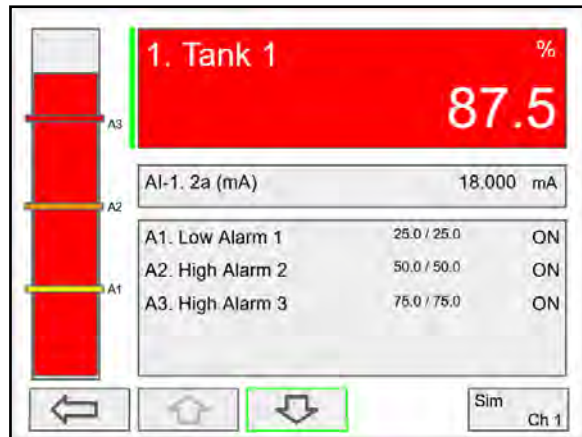 1. Tank 1 %
87.5
A3
AI-1. 2a (mA) 18.000 mA
A2
A1. Low Alarm 1 25.0 / 25.0 ON
A2. High Alarm 2 50.0 / 50.0 ON
A1
A3. High Alarm 3 75.0 / 75.0 ON
Sim
Ch 1